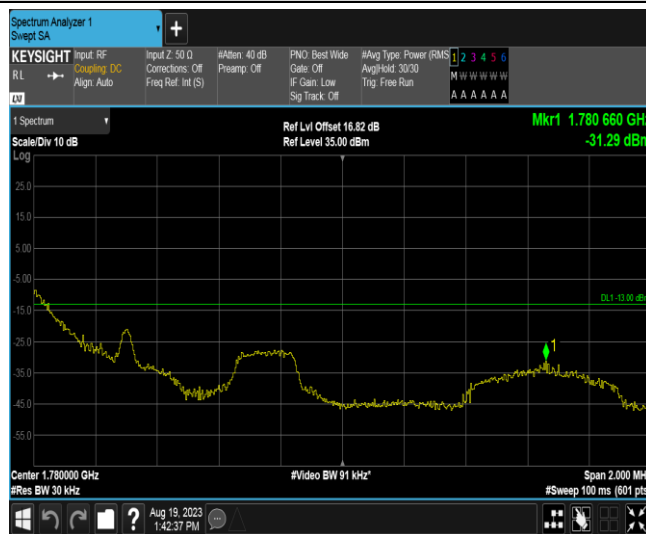 Spectrum Analyzer 1
Swept SA
+
KEYSIGHT
RL
Input: RF
Coupling: DC
Align: Auto
Input Z: 50 Ω
Corrections: Off
Freq Ref: Int (S)
#Atten: 40 dB
Preamp: Off
PNO: Best Wide
Gate: Off
IF Gain: Low
Sig Track: Off
#Avg Type: Power (RMS
Avg|Hold: 30/30
Trig: Free Run
1 2 3 4 5 6
M W W W W W
A A A A A A
LXI
1 Spectrum
Scale/Div 10 dB
Ref Lvl Offset 16.82 dB
Ref Level 35.00 dBm
Mkr1 1.780 660 GHz
-31.29 dBm
Log
25.0
15.0
5.00
-5.00
-15.0
-25.0
-35.0
-45.0
-55.0
DL1 -13.00 dBm
1
Center 1.780000 GHz
#Res BW 30 kHz
#Video BW 91 kHz*
Span 2.000 MH
#Sweep 100 ms (601 pts
?
Aug 19, 2023
1:42:37 PM